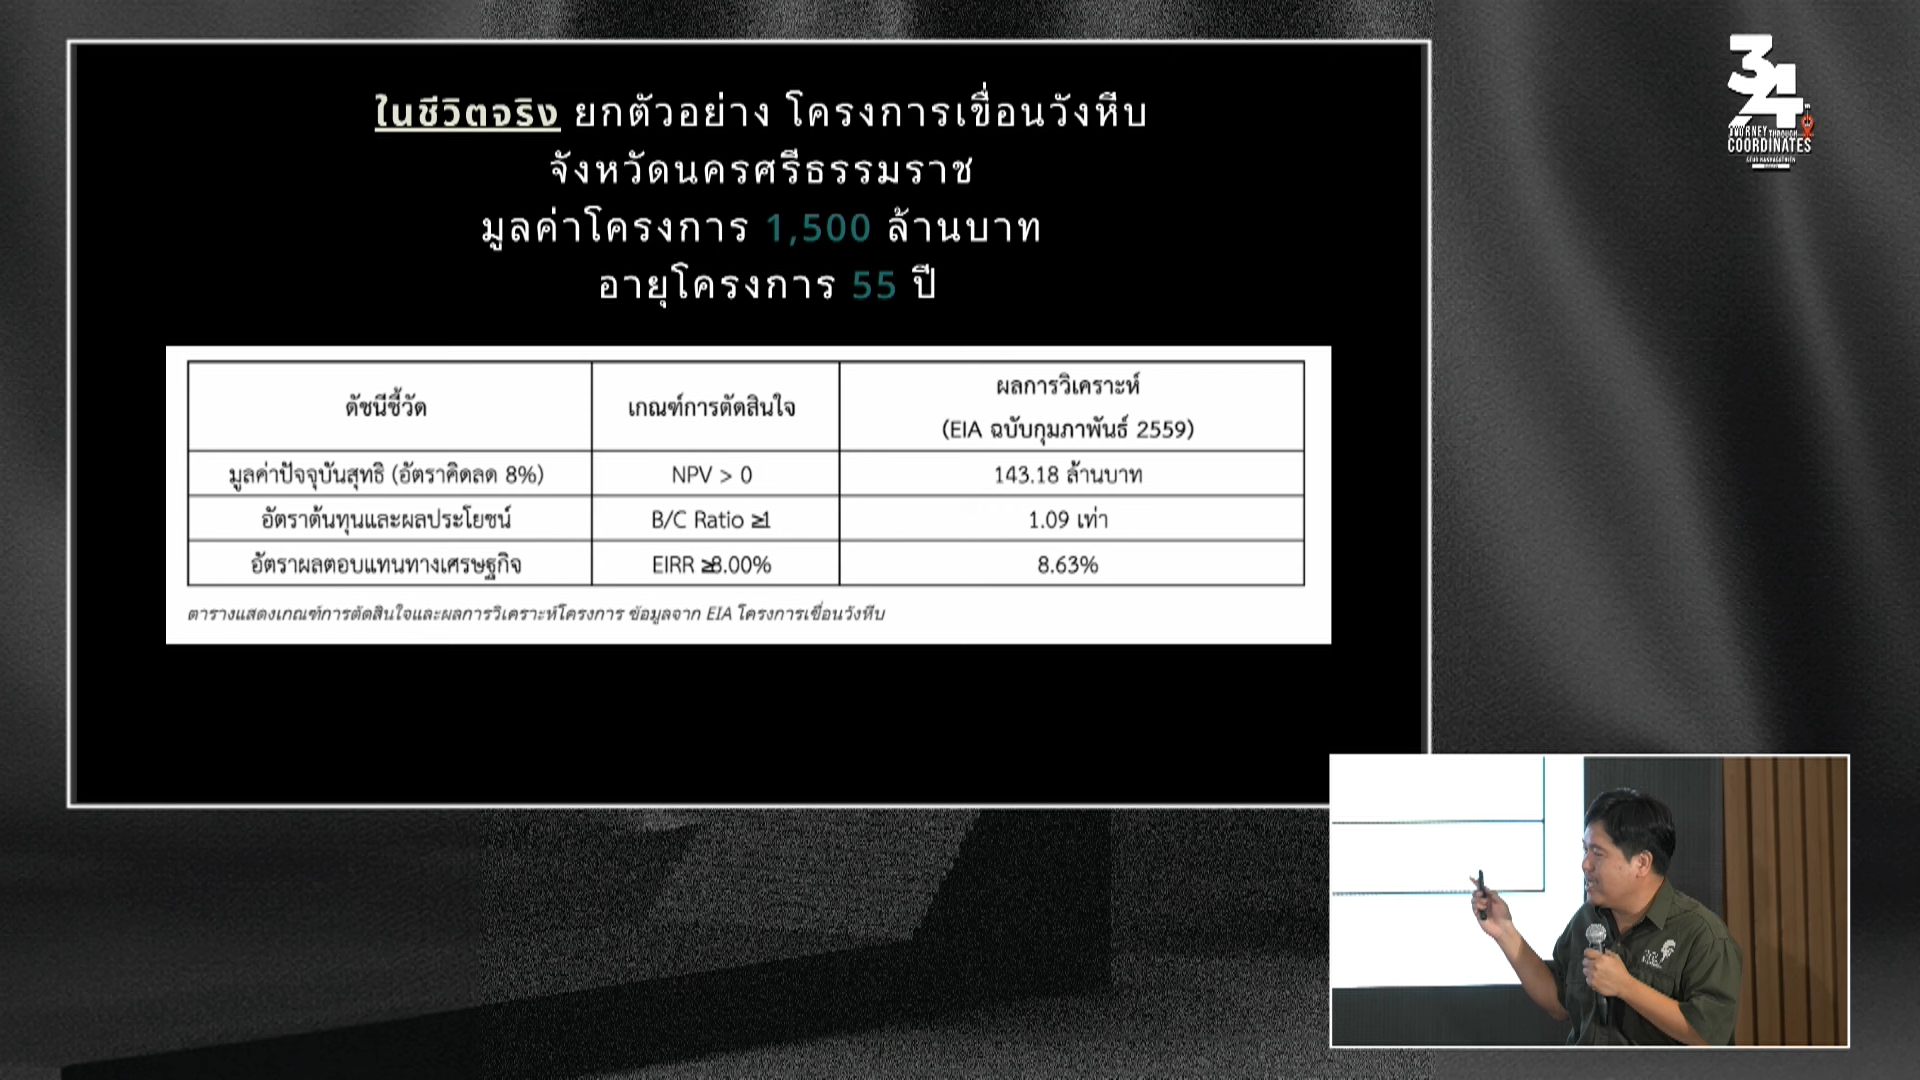 ในชีวิตจริง ยกตัวอย่าง โครงการเขื่อนวังหีบ
จังหวัดนครศรีธรรมราช
มูลค่าโครงการ 1,500 ล้านบาท
อายุโครงการ 55 ปี
ดัชนีชี้วัด
เกณฑ์การตัดสินใจ
ผลการวิเคราะห์
(EIA ฉบับกุมภาพันธ์ 2559)
มูลค่าปัจจุบันสุทธิ (อัตราคิดลด 8%)
NPV > 0
143.18 ล้านบาท
อัตราต้นทุนและผลประโยชน์
B/C Ratio ≥1
1.09 เท่า
อัตราผลตอบแทนทางเศรษฐกิจ
EIRR ≥8.00%
8.63%
ตารางแสดงเกณฑ์การตัดสินใจและผลการวิเคราะห์โครงการ ข้อมูลจาก EIA โครงการเขื่อนวังหีบ
34
JOURNEY THROUGH
COORDINATES